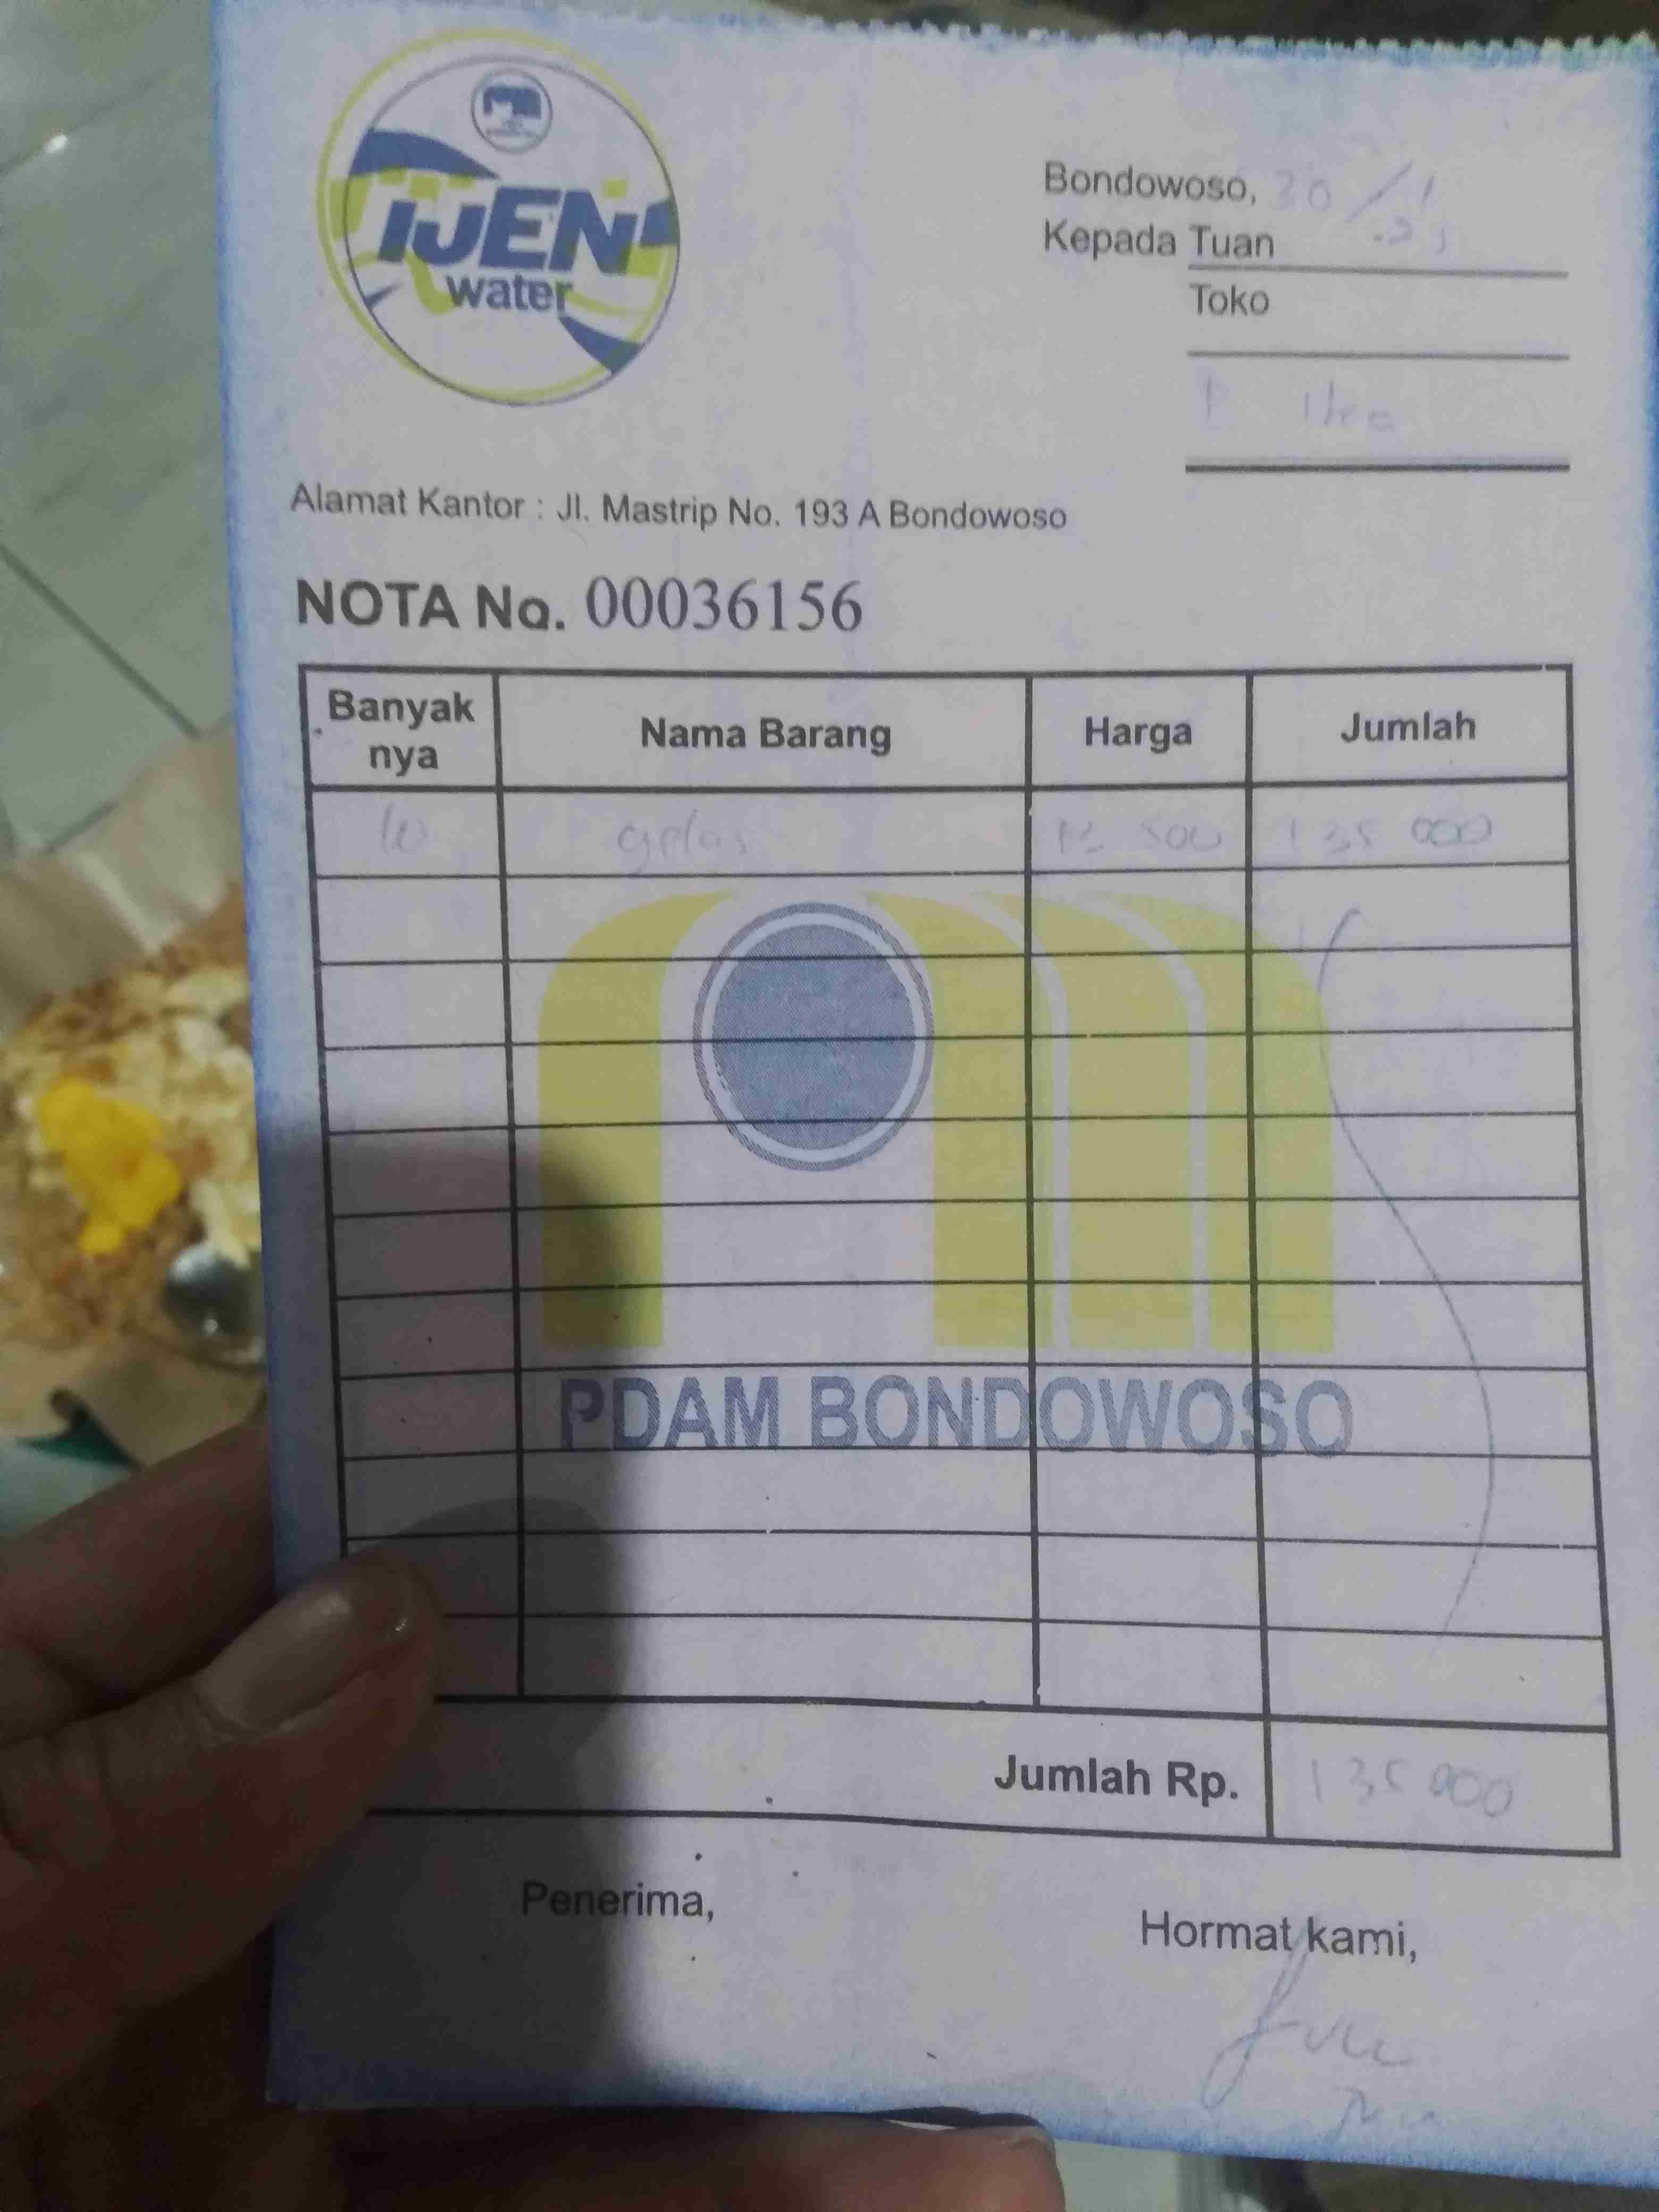 IJEN
water
Bondowoso, 30/1
Kepada Tuan
Toko
P Ika
Alamat Kantor : Jl. Mastrip No. 193 A Bondowoso
NOTA No. 00036156
Banyak nya Nama Barang Harga Jumlah
10 gelas 13 500 135 000
PDAM BONDOWOSO
Jumlah Rp. 135 000
Penerima,
Hormat kami,